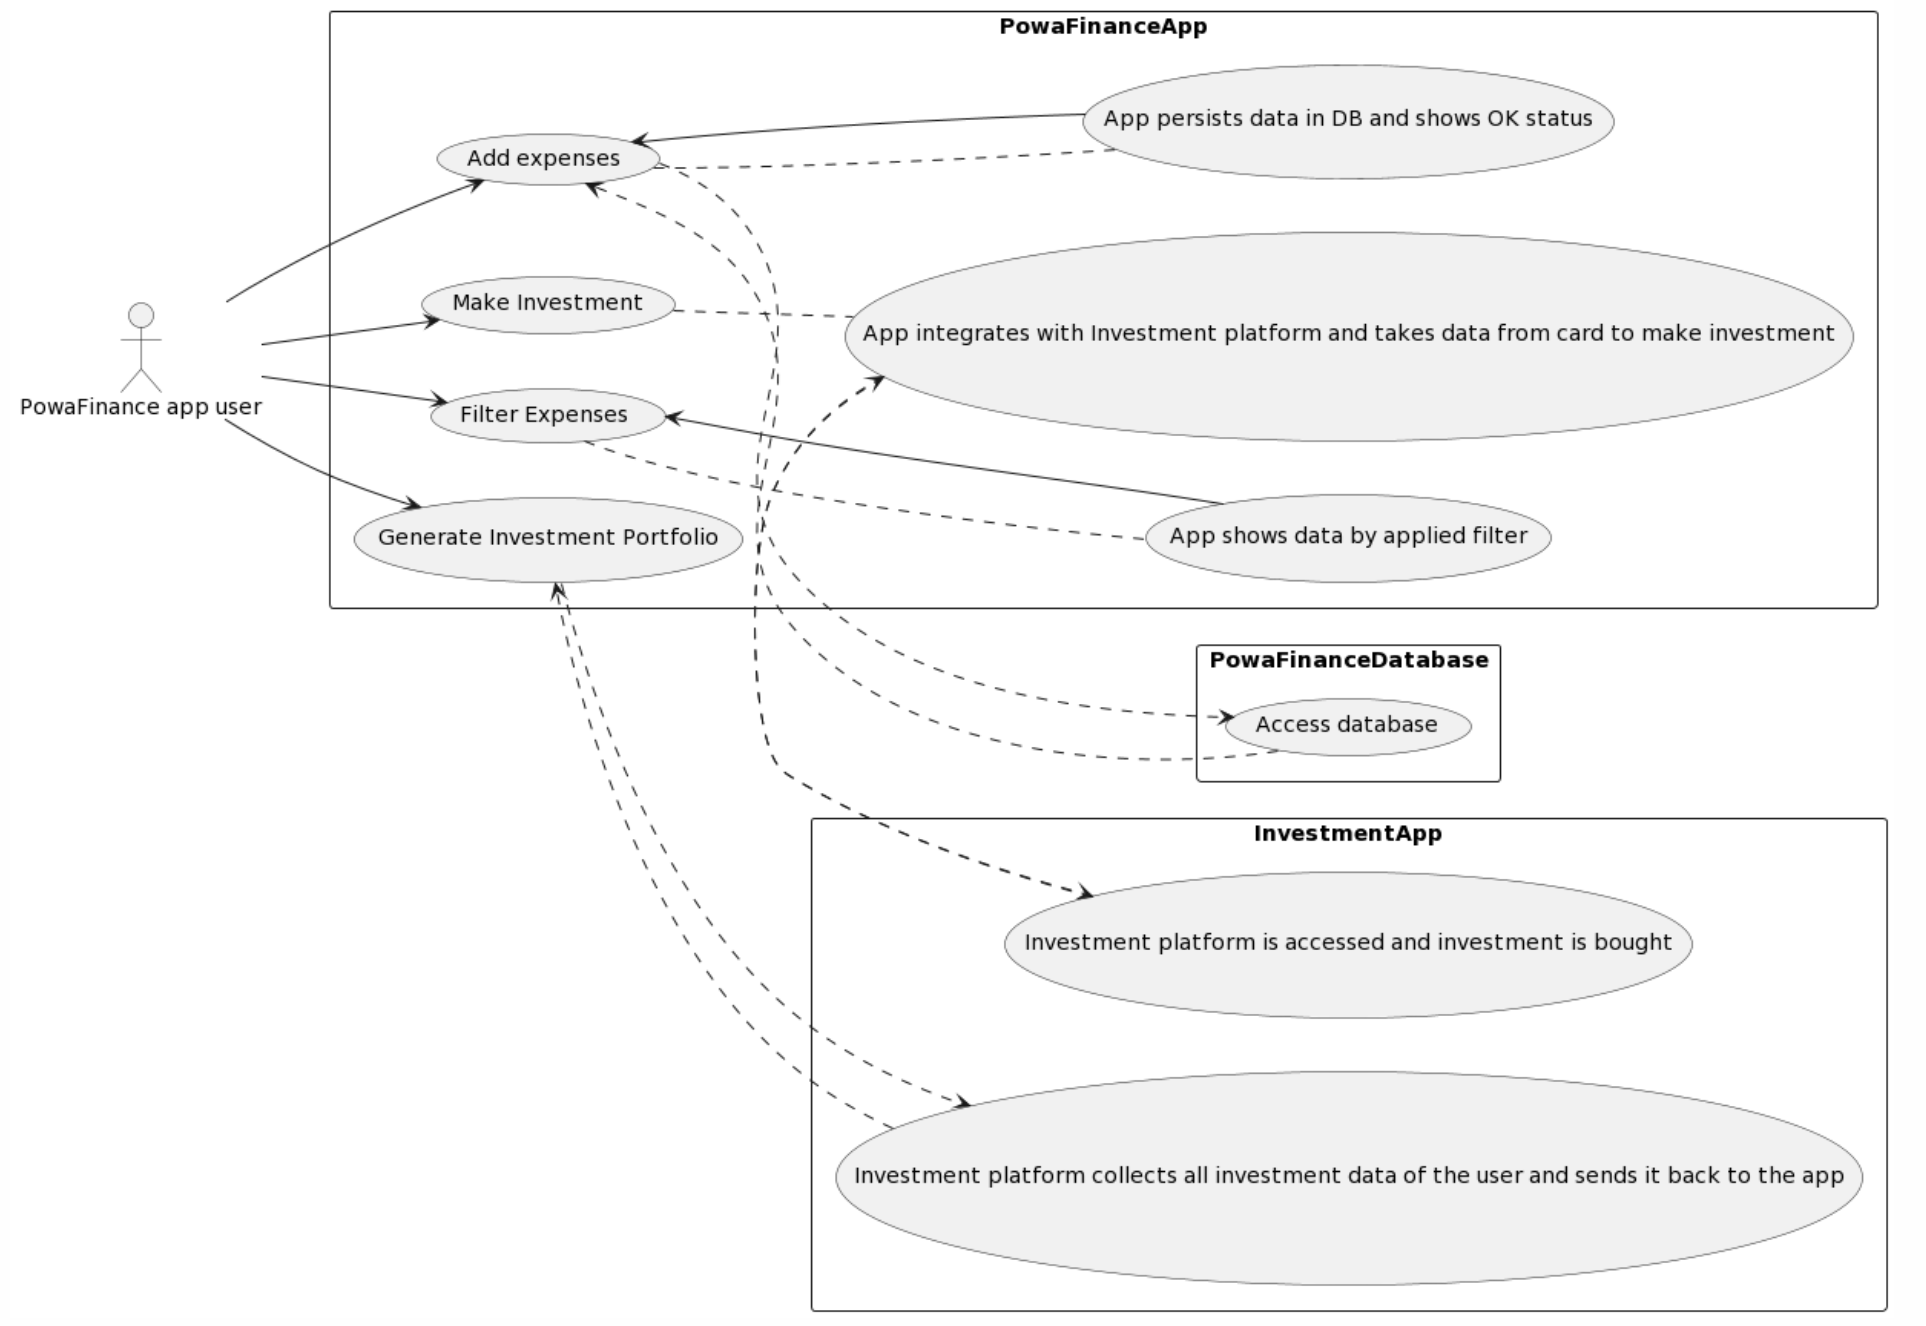 PowaFinanceApp
App persists data in DB and shows OK status
Add expenses
Make Investment
App integrates with Investment platform and takes data from card to make investment
PowaFinance app user
Filter Expenses
Generate Investment Portfolio
App shows data by applied filter
PowaFinanceDatabase
Access database
InvestmentApp
Investment platform is accessed and investment is bought
Investment platform collects all investment data of the user and sends it back to the app